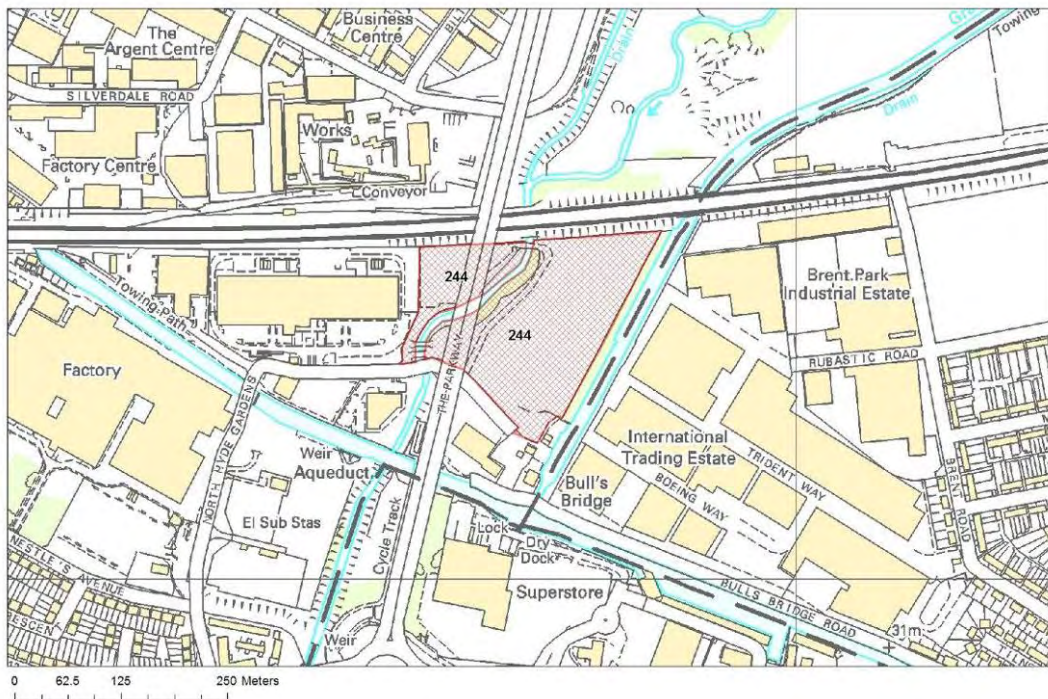 Business
Centre
The
Argent Centre
SILVERDALE ROAD
Works
Factory Centre
Conveyor
Drain
Towing
Drain
244
244
THE PARKWAY
Brent Park
Industrial Estate
RUBASTIC ROAD
Towing Path
Factory
NORTH HYDE GARDENS
Weir
Aqueduct
International
Trading Estate
TRIDENT WAY
BOEING WAY
BRENT ROAD
Bull's
Bridge
El Sub Stas
Cycle Track
Lock
Dry
Dock
Superstore
NESTLE'S AVENUE
BULLS BRIDGE ROAD
Weir
31m
0 62.5 125 250 Meters